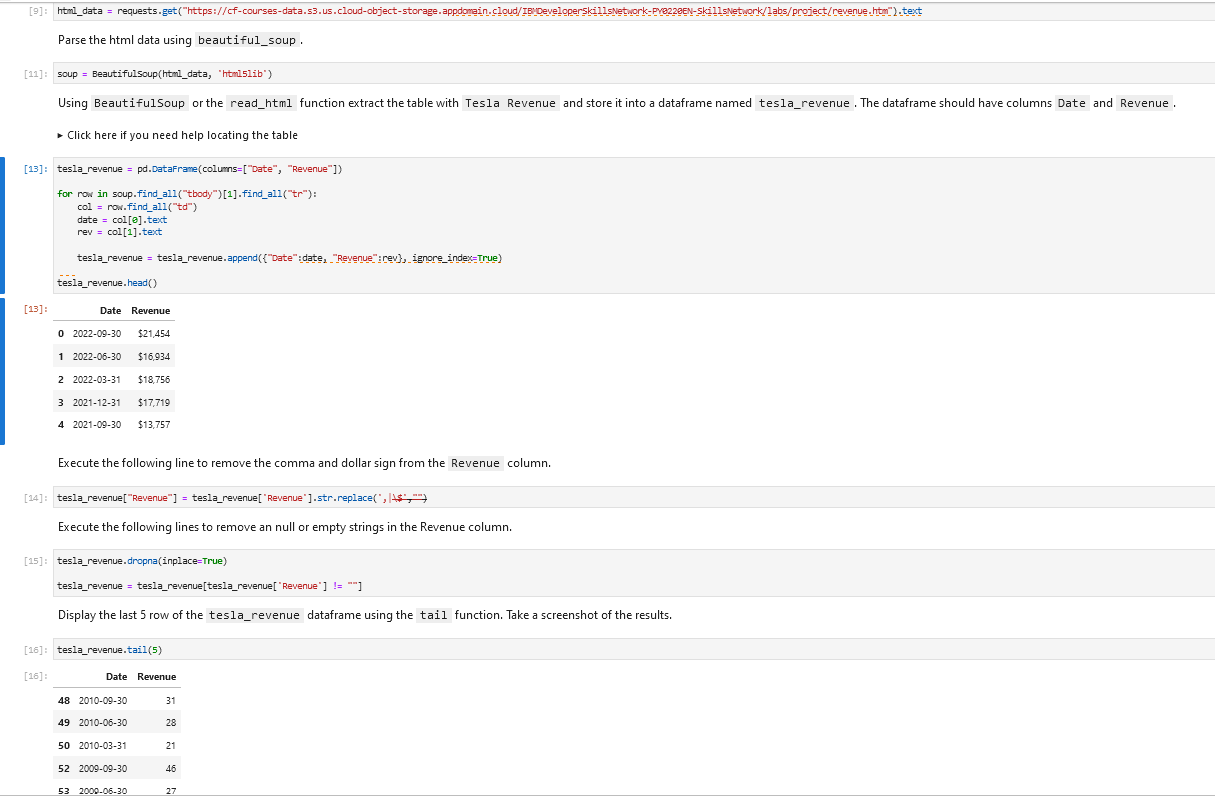 [9]: html_data = requests.get("https://cf-courses-data.s3.us.cloud-object-storage.appdomain.cloud/IBMDeveloperSkillsNetwork-PY0220EN-SkillsNetwork/labs/project/revenue.htm").text
Parse the html data using beautiful_soup.
[11]: soup = BeautifulSoup(html_data, 'html5lib')
Using BeautifulSoup or the read_html function extract the table with Tesla Revenue and store it into a dataframe named tesla_revenue. The dataframe should have columns Date and Revenue.
▸ Click here if you need help locating the table
[13]: tesla_revenue = pd.DataFrame(columns=["Date", "Revenue"])
for row in soup.find_all("tbody")[1].find_all("tr"):
col = row.find_all("td")
date = col[0].text
rev = col[1].text
tesla_revenue = tesla_revenue.append({"Date":date, "Revenue":rev}, ignore_index=True)
tesla_revenue.head()
[13]: Date Revenue
0 2022-09-30 $21,454
1 2022-06-30 $16,934
2 2022-03-31 $18,756
3 2021-12-31 $17,719
4 2021-09-30 $13,757
Execute the following line to remove the comma and dollar sign from the Revenue column.
[14]: tesla_revenue["Revenue"] = tesla_revenue['Revenue'].str.replace(',|\$',"")
Execute the following lines to remove an null or empty strings in the Revenue column.
[15]: tesla_revenue.dropna(inplace=True)
tesla_revenue = tesla_revenue[tesla_revenue['Revenue'] != ""]
Display the last 5 row of the tesla_revenue dataframe using the tail function. Take a screenshot of the results.
[16]: tesla_revenue.tail(5)
[16]: Date Revenue
48 2010-09-30 31
49 2010-06-30 28
50 2010-03-31 21
52 2009-09-30 46
53 2009-06-30 27